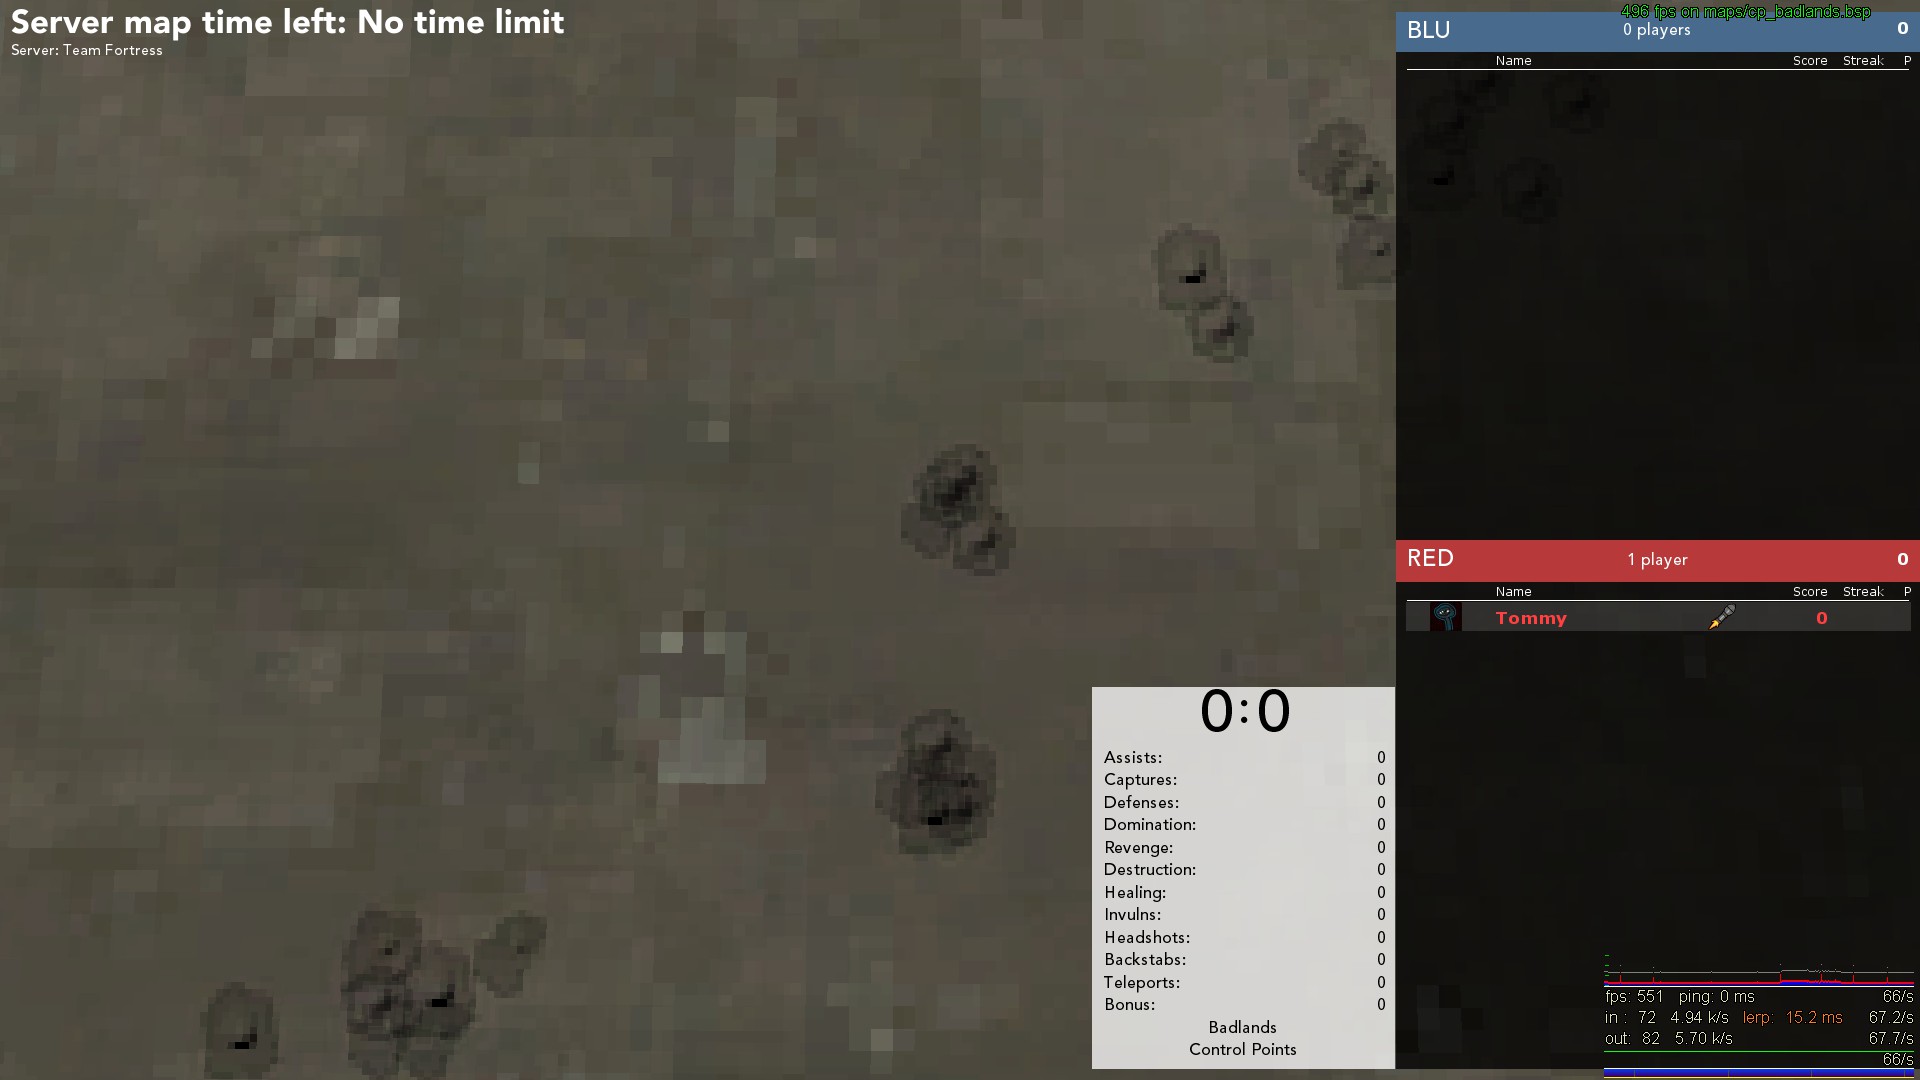 Server map time left: No time limit
Server: Team Fortress
496 fps on maps/cp_badlands.bsp
BLU 0 players 0
Name Score Streak P
RED 1 player 0
Name Score Streak P
Tommy 0
0:0
Assists: 0
Captures: 0
Defenses: 0
Domination: 0
Revenge: 0
Destruction: 0
Healing: 0
Invulns: 0
Headshots: 0
Backstabs: 0
Teleports: 0
Bonus: 0
Badlands
Control Points
fps: 551 ping: 0 ms 66/s
in : 72 4.94 k/s lerp: 15.2 ms 67.2/s
out: 82 5.70 k/s 67.7/s
66/s